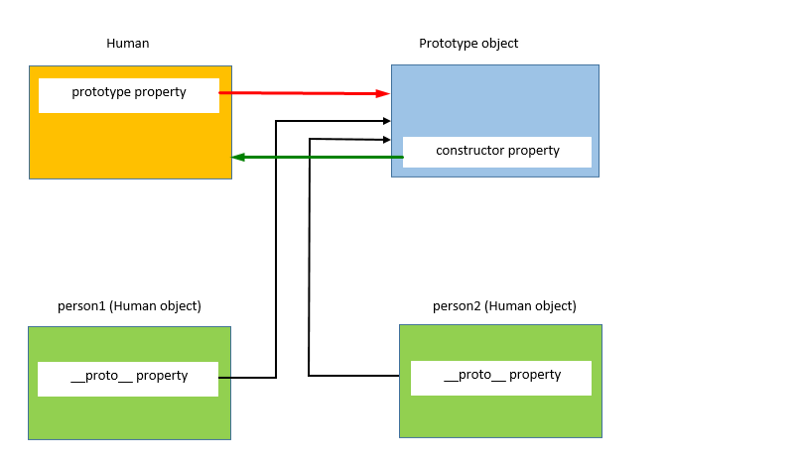 Human
Prototype object
prototype property
constructor property
person1 (Human object)
person2 (Human object)
__proto__ property
__proto__ property